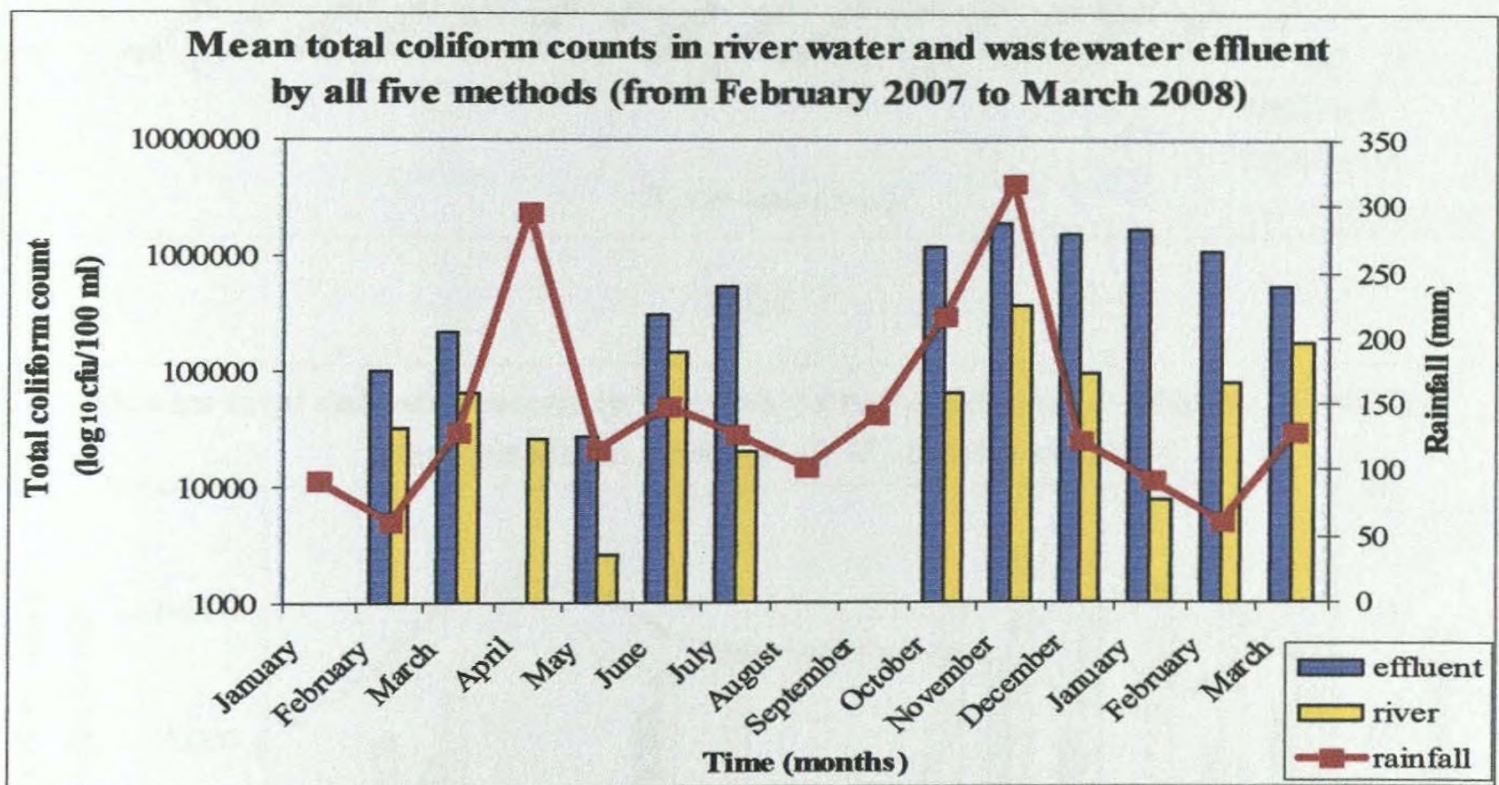 Mean total coliform counts in river water and wastewater effluent
by all five methods (from February 2007 to March 2008)
Total coliform count
(log10 cfu/100 ml)
10000000
1000000
100000
10000
1000
350
300
250
200
150
100
50
0
Rainfall (mm)
January
February
March
April
May
June
July
August
September
October
November
December
January
February
March
Time (months)
effluent
river
rainfall